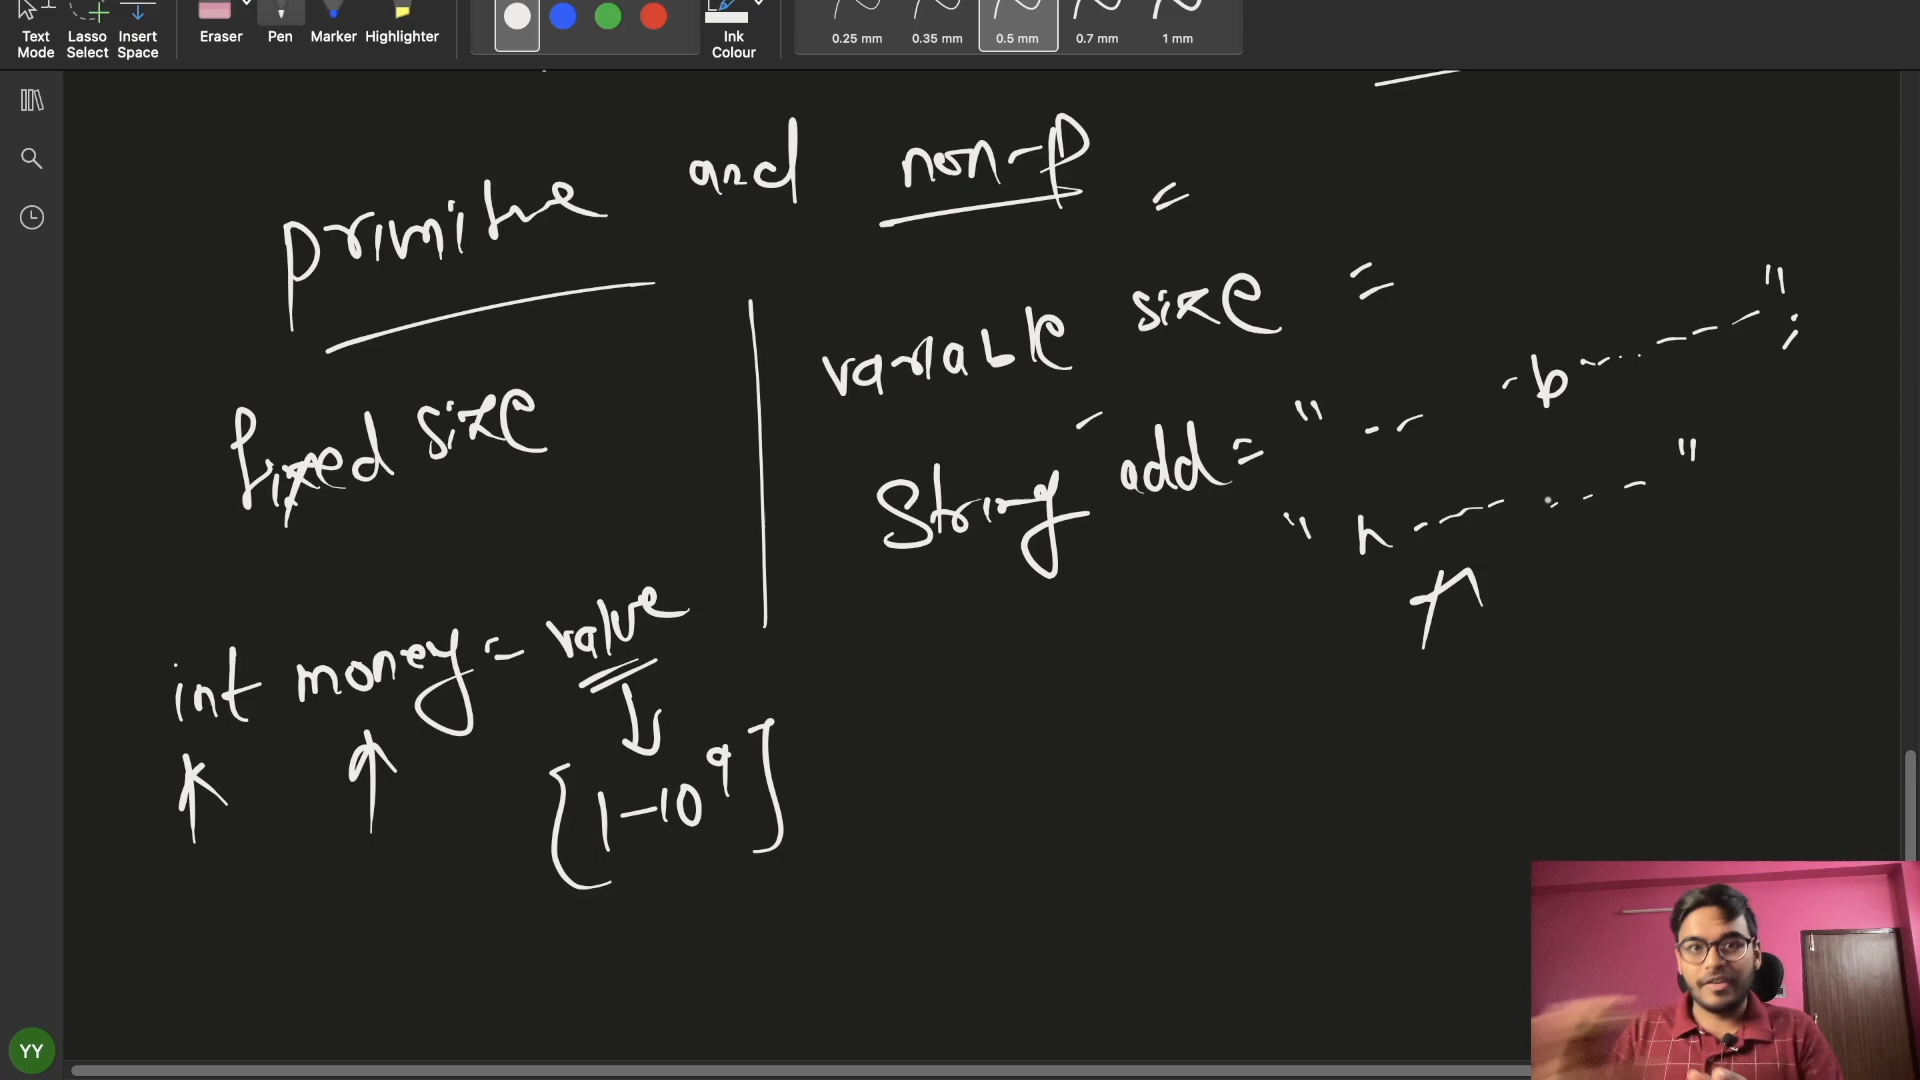 Text Mode
Lasso Select
Insert Space
Eraser
Pen
Marker
Highlighter
Ink Colour
0.25 mm
0.35 mm
0.5 mm
0.7 mm
1 mm
primitive and non-p =
fixed size
variable size =
String add = " -- -b-------";
"h-------- "
int money = value
[1-10^9]
YY